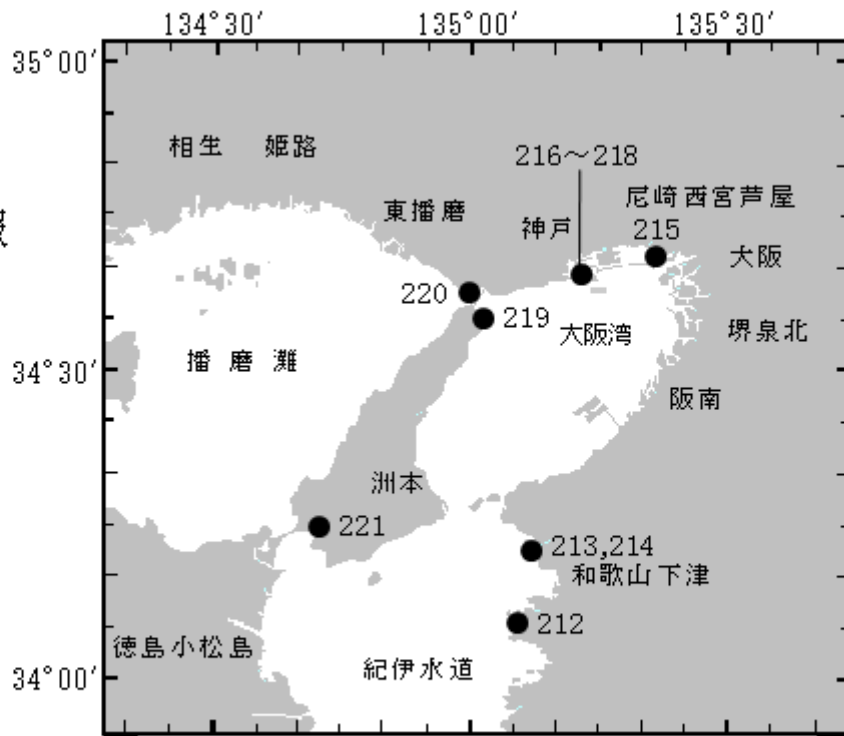 134°30′ 135°00′ 135°30′
35°00′
相生 姫路
216～218
東播磨
尼崎西宮芦屋
神戸
215
大阪
220
219
大阪湾
堺泉北
播磨灘
34°30′
阪南
洲本
221
213,214
和歌山下津
212
徳島小松島
紀伊水道
34°00′